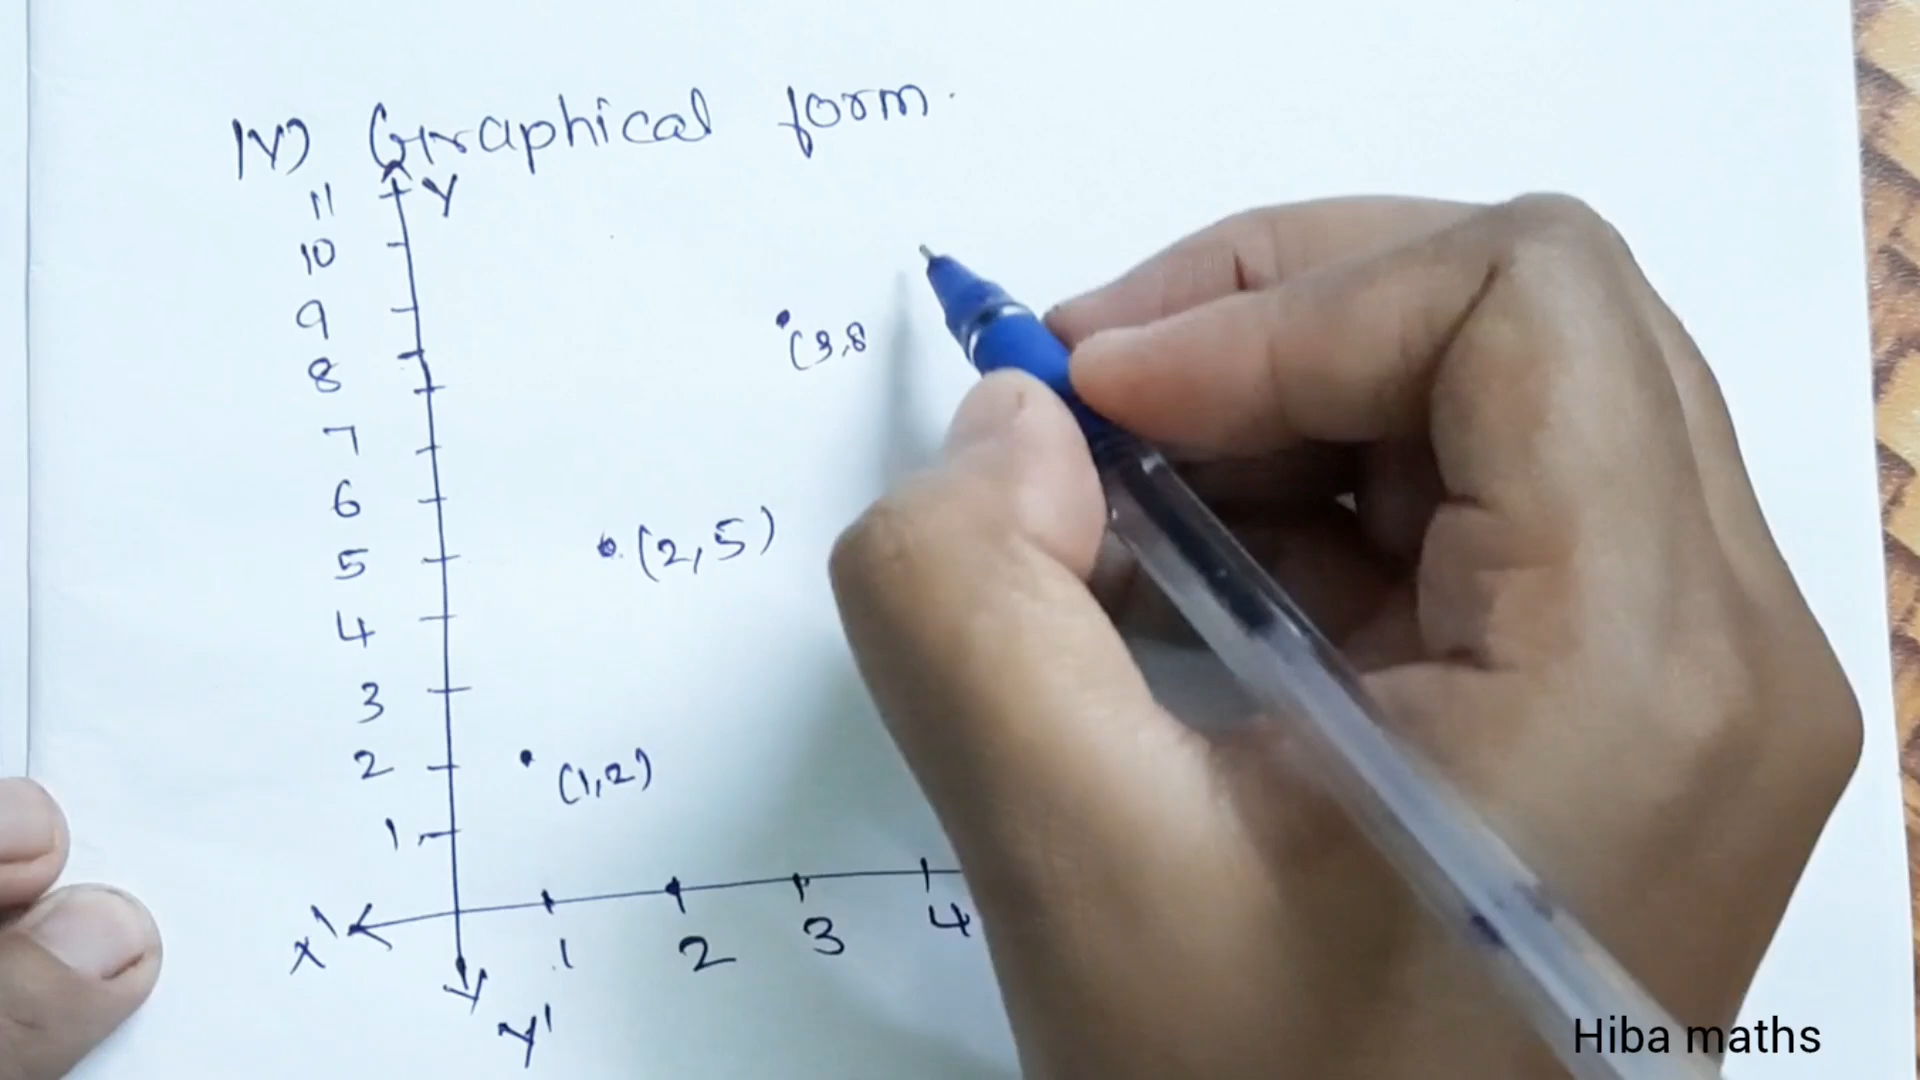 IV) Graphical form.
Y
11
10
9
8
7
6
5
4
3
2
1
(3,8
(2,5)
(1,2)
X'
1 2 3 4
Y'
Hiba maths